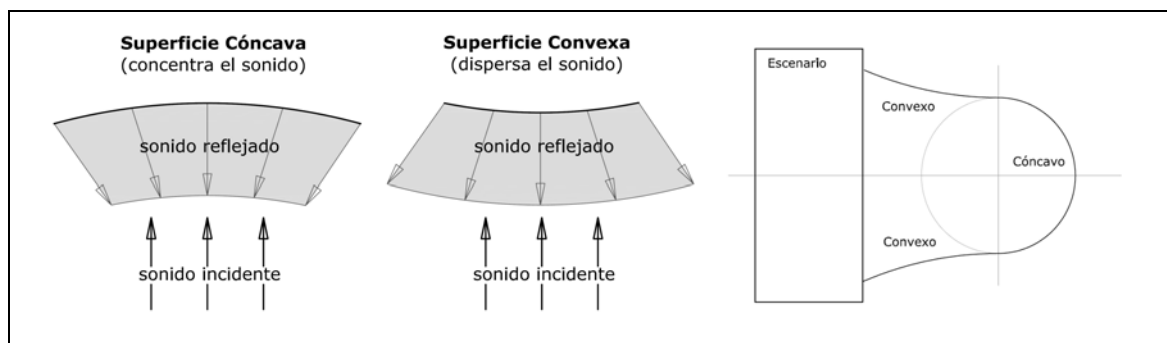 Superficie Cóncava
(concentra el sonido)
sonido reflejado
sonido incidente
Superficie Convexa
(dispersa el sonido)
sonido reflejado
sonido incidente
Escenario
Convexo
Cóncavo
Convexo